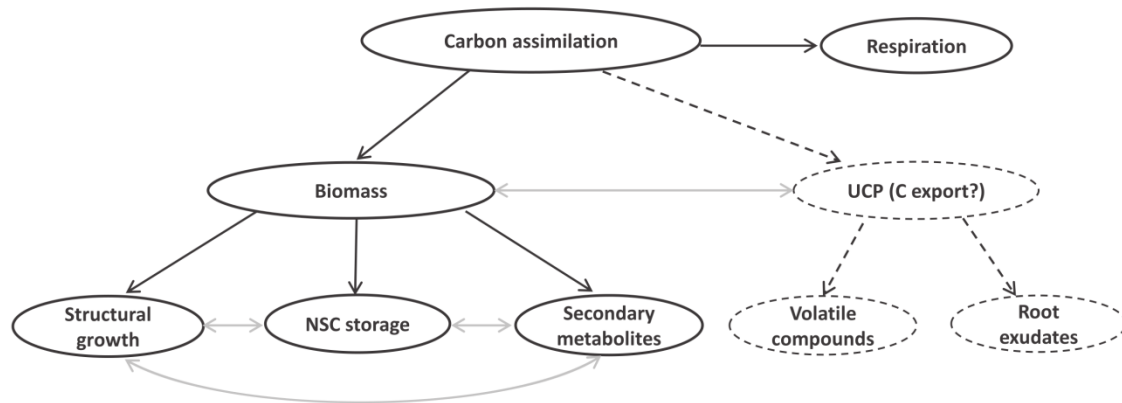 Carbon assimilation
Respiration
Biomass
UCP (C export?)
Structural
growth
NSC storage
Secondary
metabolites
Volatile
compounds
Root
exudates